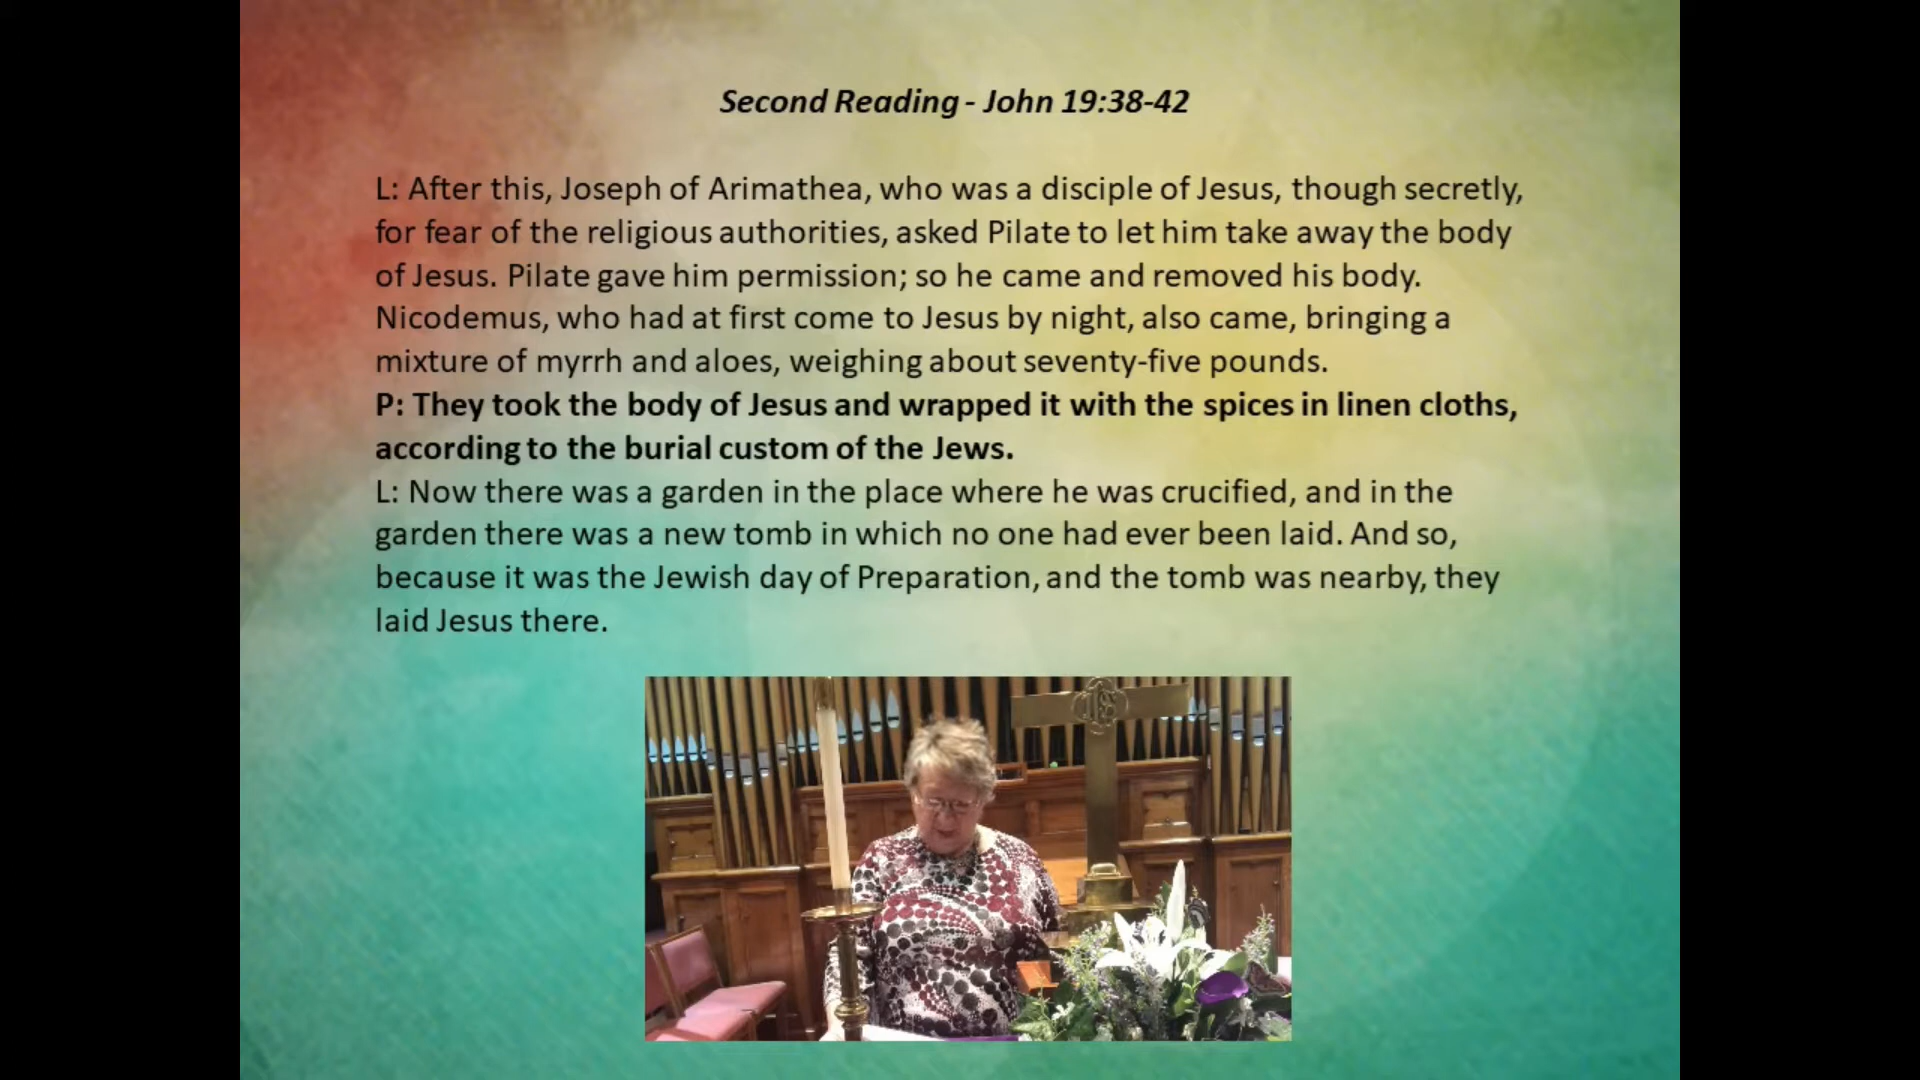 Second Reading - John 19:38-42
L: After this, Joseph of Arimathea, who was a disciple of Jesus, though secretly,
for fear of the religious authorities, asked Pilate to let him take away the body
of Jesus. Pilate gave him permission; so he came and removed his body.
Nicodemus, who had at first come to Jesus by night, also came, bringing a
mixture of myrrh and aloes, weighing about seventy-five pounds.
P: They took the body of Jesus and wrapped it with the spices in linen cloths,
according to the burial custom of the Jews.
L: Now there was a garden in the place where he was crucified, and in the
garden there was a new tomb in which no one had ever been laid. And so,
because it was the Jewish day of Preparation, and the tomb was nearby, they
laid Jesus there.
IHS